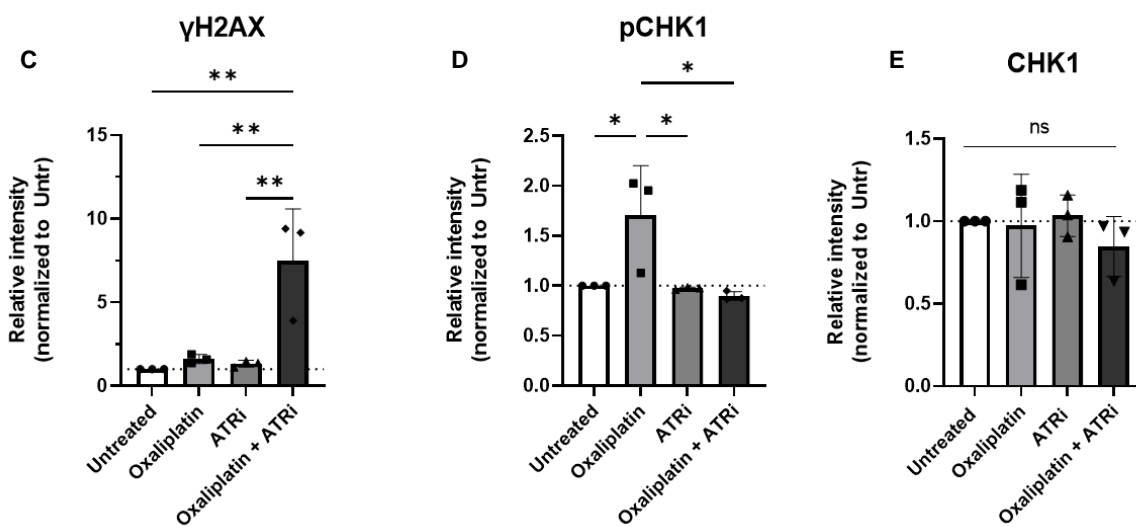 C
γH2AX
**
**
**
Relative intensity
(normalized to Untr)
15
10
5
0
Untreated
Oxaliplatin
ATRi
Oxaliplatin + ATRi
D
pCHK1
*
*
*
Relative intensity
(normalized to Untr)
2.5
2.0
1.5
1.0
0.5
0.0
Untreated
Oxaliplatin
ATRi
Oxaliplatin + ATRi
E
CHK1
ns
Relative intensity
(normalized to Untr)
1.5
1.0
0.5
0.0
Untreated
Oxaliplatin
ATRi
Oxaliplatin + ATRi